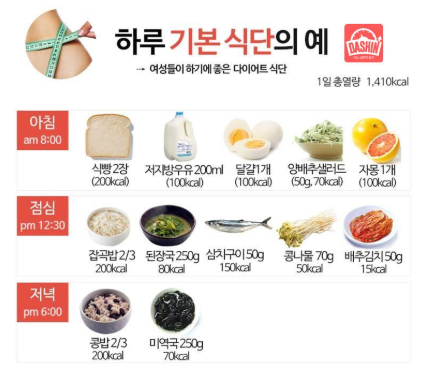 하루 기본 식단의 예
DASHIN
→ 여성들이 하기에 좋은 다이어트 식단
1일 총열량 1,410kcal
아침
am 8:00
식빵 2장
(200kcal)
저지방우유 200ml
(100kcal)
달걀1개
(100kcal)
양배추샐러드
(50g, 70kcal)
자몽 1개
(100kcal)
점심
pm 12:30
잡곡밥 2/3
200kcal
된장국 250g
80kcal
삼치구이 50g
150kcal
콩나물 70g
50kcal
배추김치 50g
15kcal
저녁
pm 6:00
콩밥 2/3
200kcal
미역국 250g
70kcal